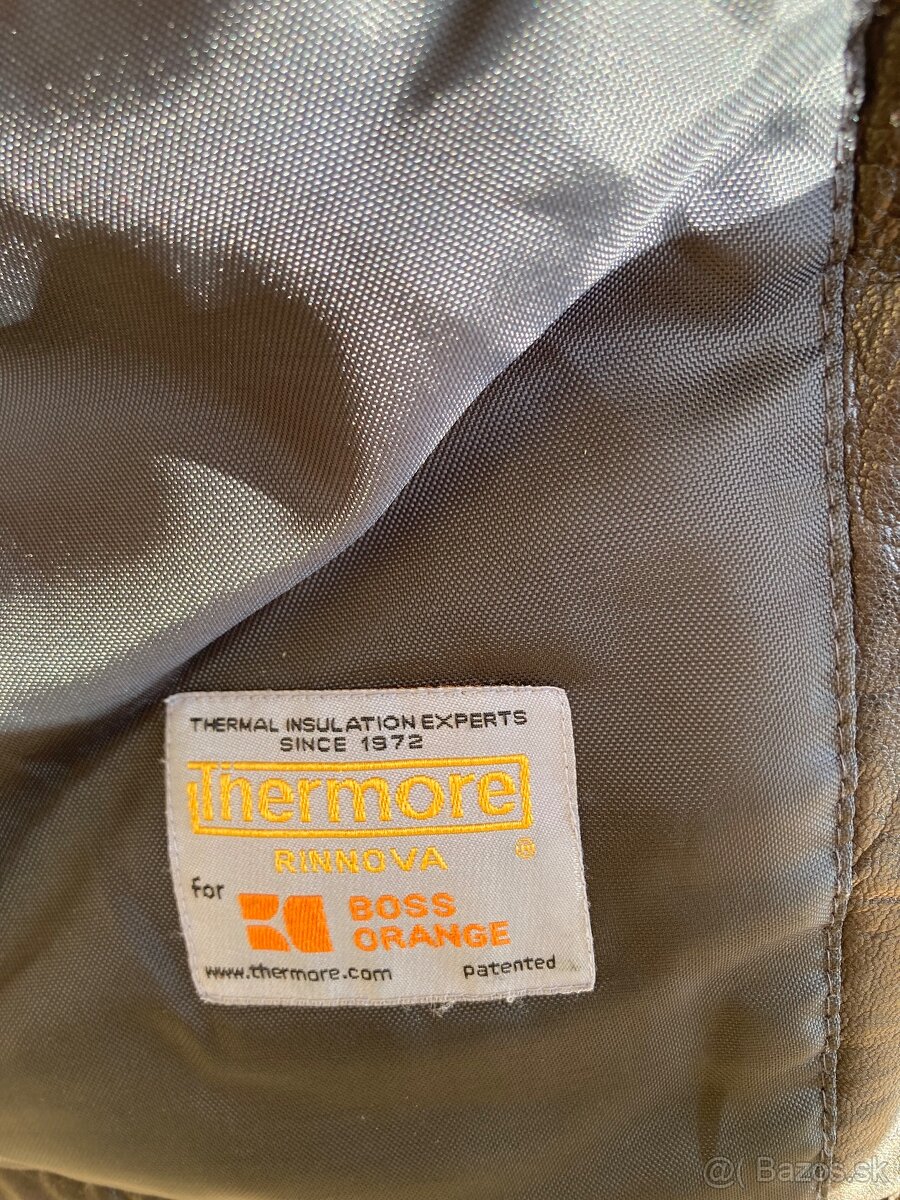 THERMAL INSULATION EXPERTS
SINCE 1972
Thermore
RINNOVA ®
for
BOSS
ORANGE
www.thermore.com patented
@( Bazos.sk